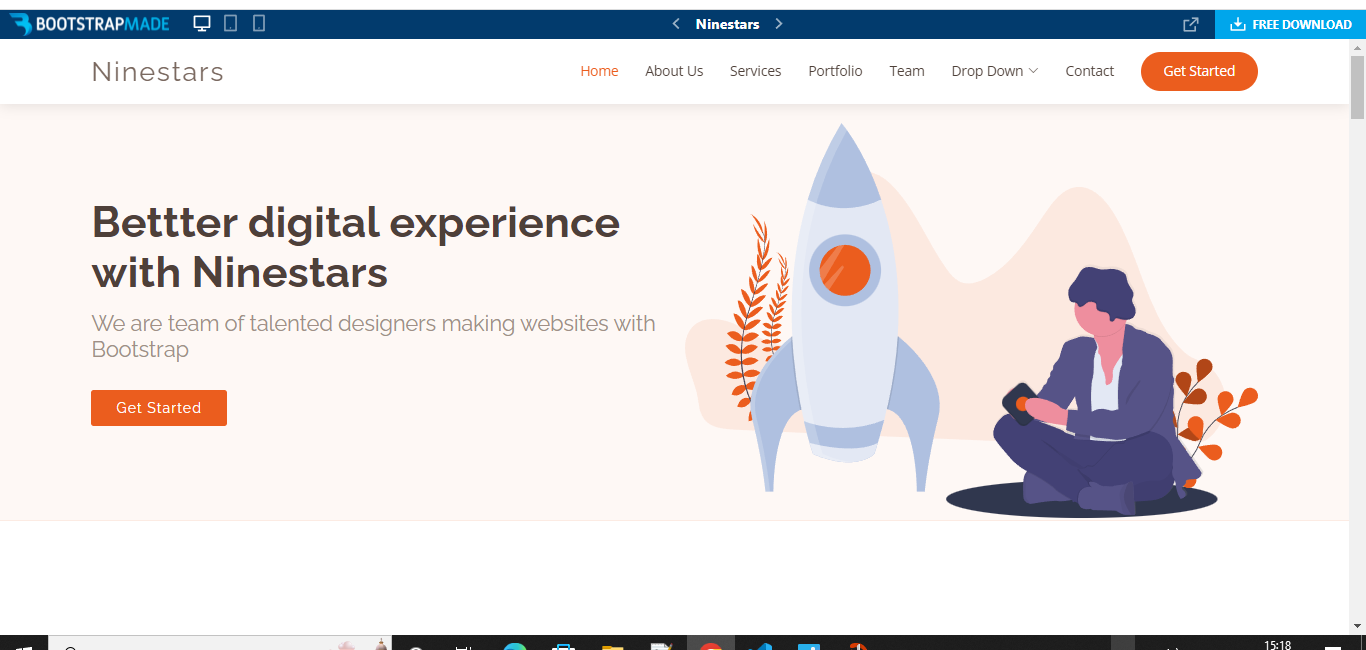 BOOTSTRAPMADE
Ninestars
FREE DOWNLOAD
Ninestars
Home About Us Services Portfolio Team Drop Down Contact Get Started
Bettter digital experience
with Ninestars
We are team of talented designers making websites with
Bootstrap
Get Started
15:18